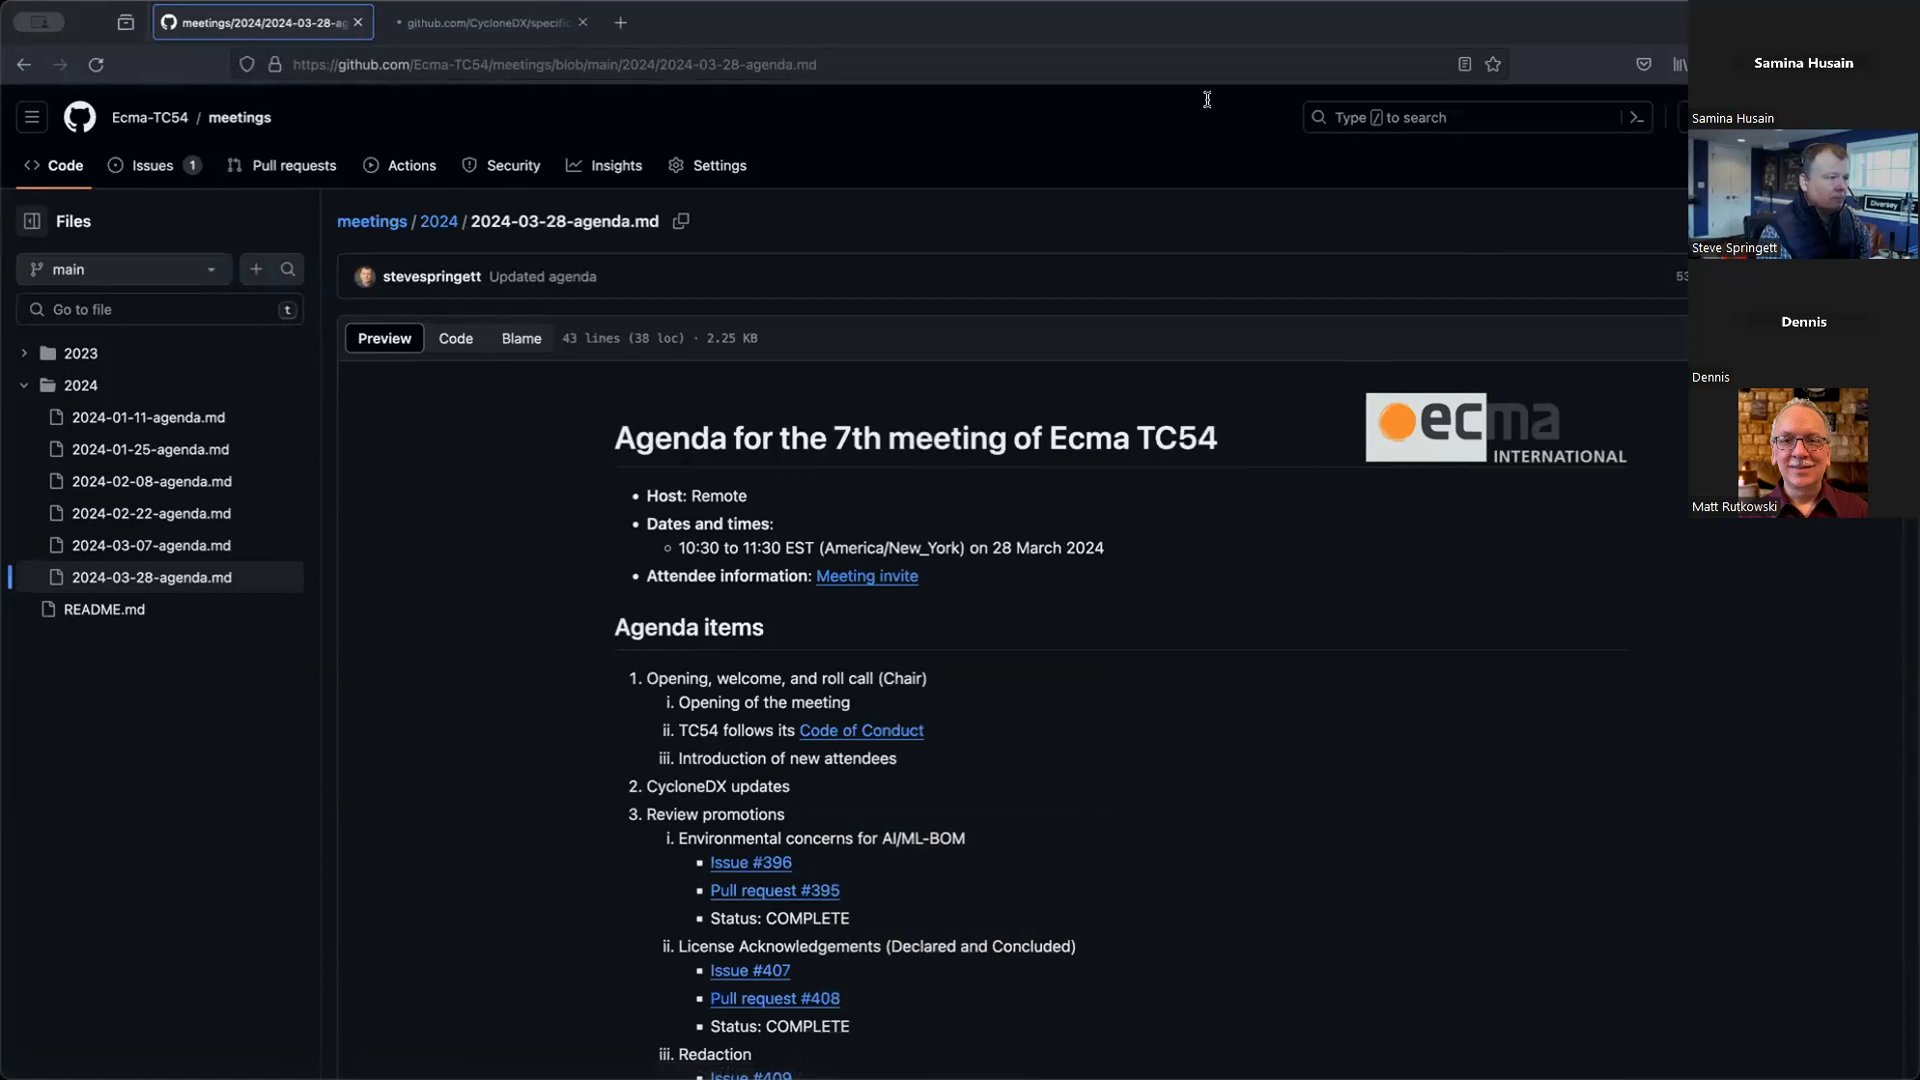 meetings/2024/2024-03-28-ag
github.com/CycloneDX/specific
https://github.com/Ecma-TC54/meetings/blob/main/2024/2024-03-28-agenda.md
Ecma-TC54 / meetings
Type / to search
Code
Issues 1
Pull requests
Actions
Security
Insights
Settings
Files
meetings / 2024 / 2024-03-28-agenda.md
main
stevespringett Updated agenda
53
Go to file
t
Preview
Code
Blame
43 lines (38 loc) · 2.25 KB
2023
2024
2024-01-11-agenda.md
2024-01-25-agenda.md
2024-02-08-agenda.md
2024-02-22-agenda.md
2024-03-07-agenda.md
2024-03-28-agenda.md
README.md
ecma
INTERNATIONAL
Agenda for the 7th meeting of Ecma TC54
• Host: Remote
• Dates and times:
◦ 10:30 to 11:30 EST (America/New_York) on 28 March 2024
• Attendee information: Meeting invite
Agenda items
1. Opening, welcome, and roll call (Chair)
i. Opening of the meeting
ii. TC54 follows its Code of Conduct
iii. Introduction of new attendees
2. CycloneDX updates
3. Review promotions
i. Environmental concerns for AI/ML-BOM
▪ Issue #396
▪ Pull request #395
▪ Status: COMPLETE
ii. License Acknowledgements (Declared and Concluded)
▪ Issue #407
▪ Pull request #408
▪ Status: COMPLETE
iii. Redaction
Issue #409
Samina Husain
Samina Husain
Diversey
Steve Springett
Dennis
Dennis
Matt Rutkowski